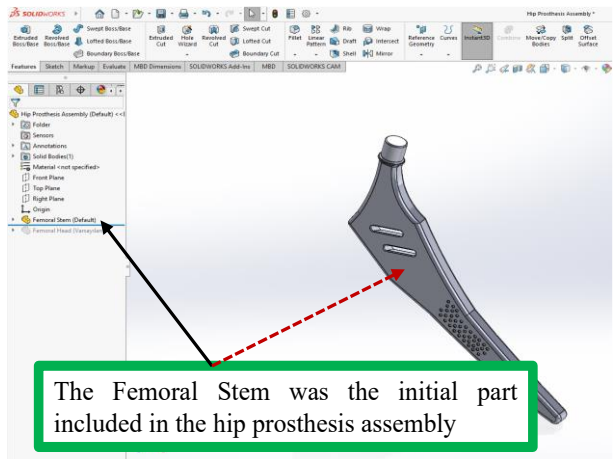 SOLIDWORKS
Hip Prosthesis Assembly *
Extruded Boss/Base
Revolved Boss/Base
Swept Boss/Base
Lofted Boss/Base
Boundary Boss/Base
Extruded Cut
Hole Wizard
Revolved Cut
Swept Cut
Lofted Cut
Boundary Cut
Fillet
Linear Pattern
Rib
Draft
Shell
Wrap
Intersect
Mirror
Reference Geometry
Curves
Instant3D
Combine
Move/Copy Bodies
Split
Offset Surface
Features
Sketch
Markup
Evaluate
MBD Dimensions
SOLIDWORKS Add-Ins
MBD
SOLIDWORKS CAM
Hip Prosthesis Assembly (Default) <<
Folder
Sensors
Annotations
Solid Bodies(1)
Material <not specified>
Front Plane
Top Plane
Right Plane
Origin
Femoral Stem (Default)
Femoral Head
The Femoral Stem was the initial part
included in the hip prosthesis assembly